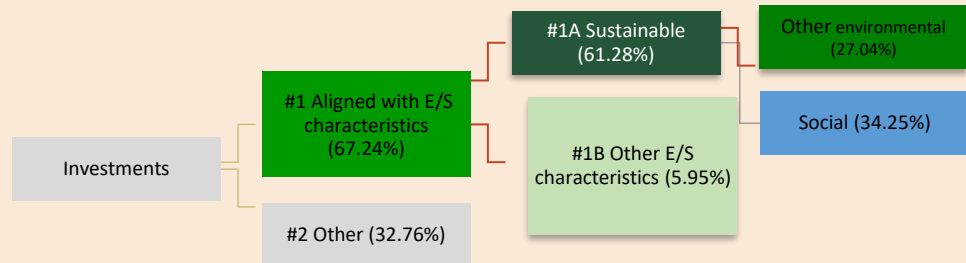 Investments
#1 Aligned with E/S
characteristics
(67.24%)
#2 Other (32.76%)
#1A Sustainable
(61.28%)
#1B Other E/S
characteristics (5.95%)
Other environmental
(27.04%)
Social (34.25%)